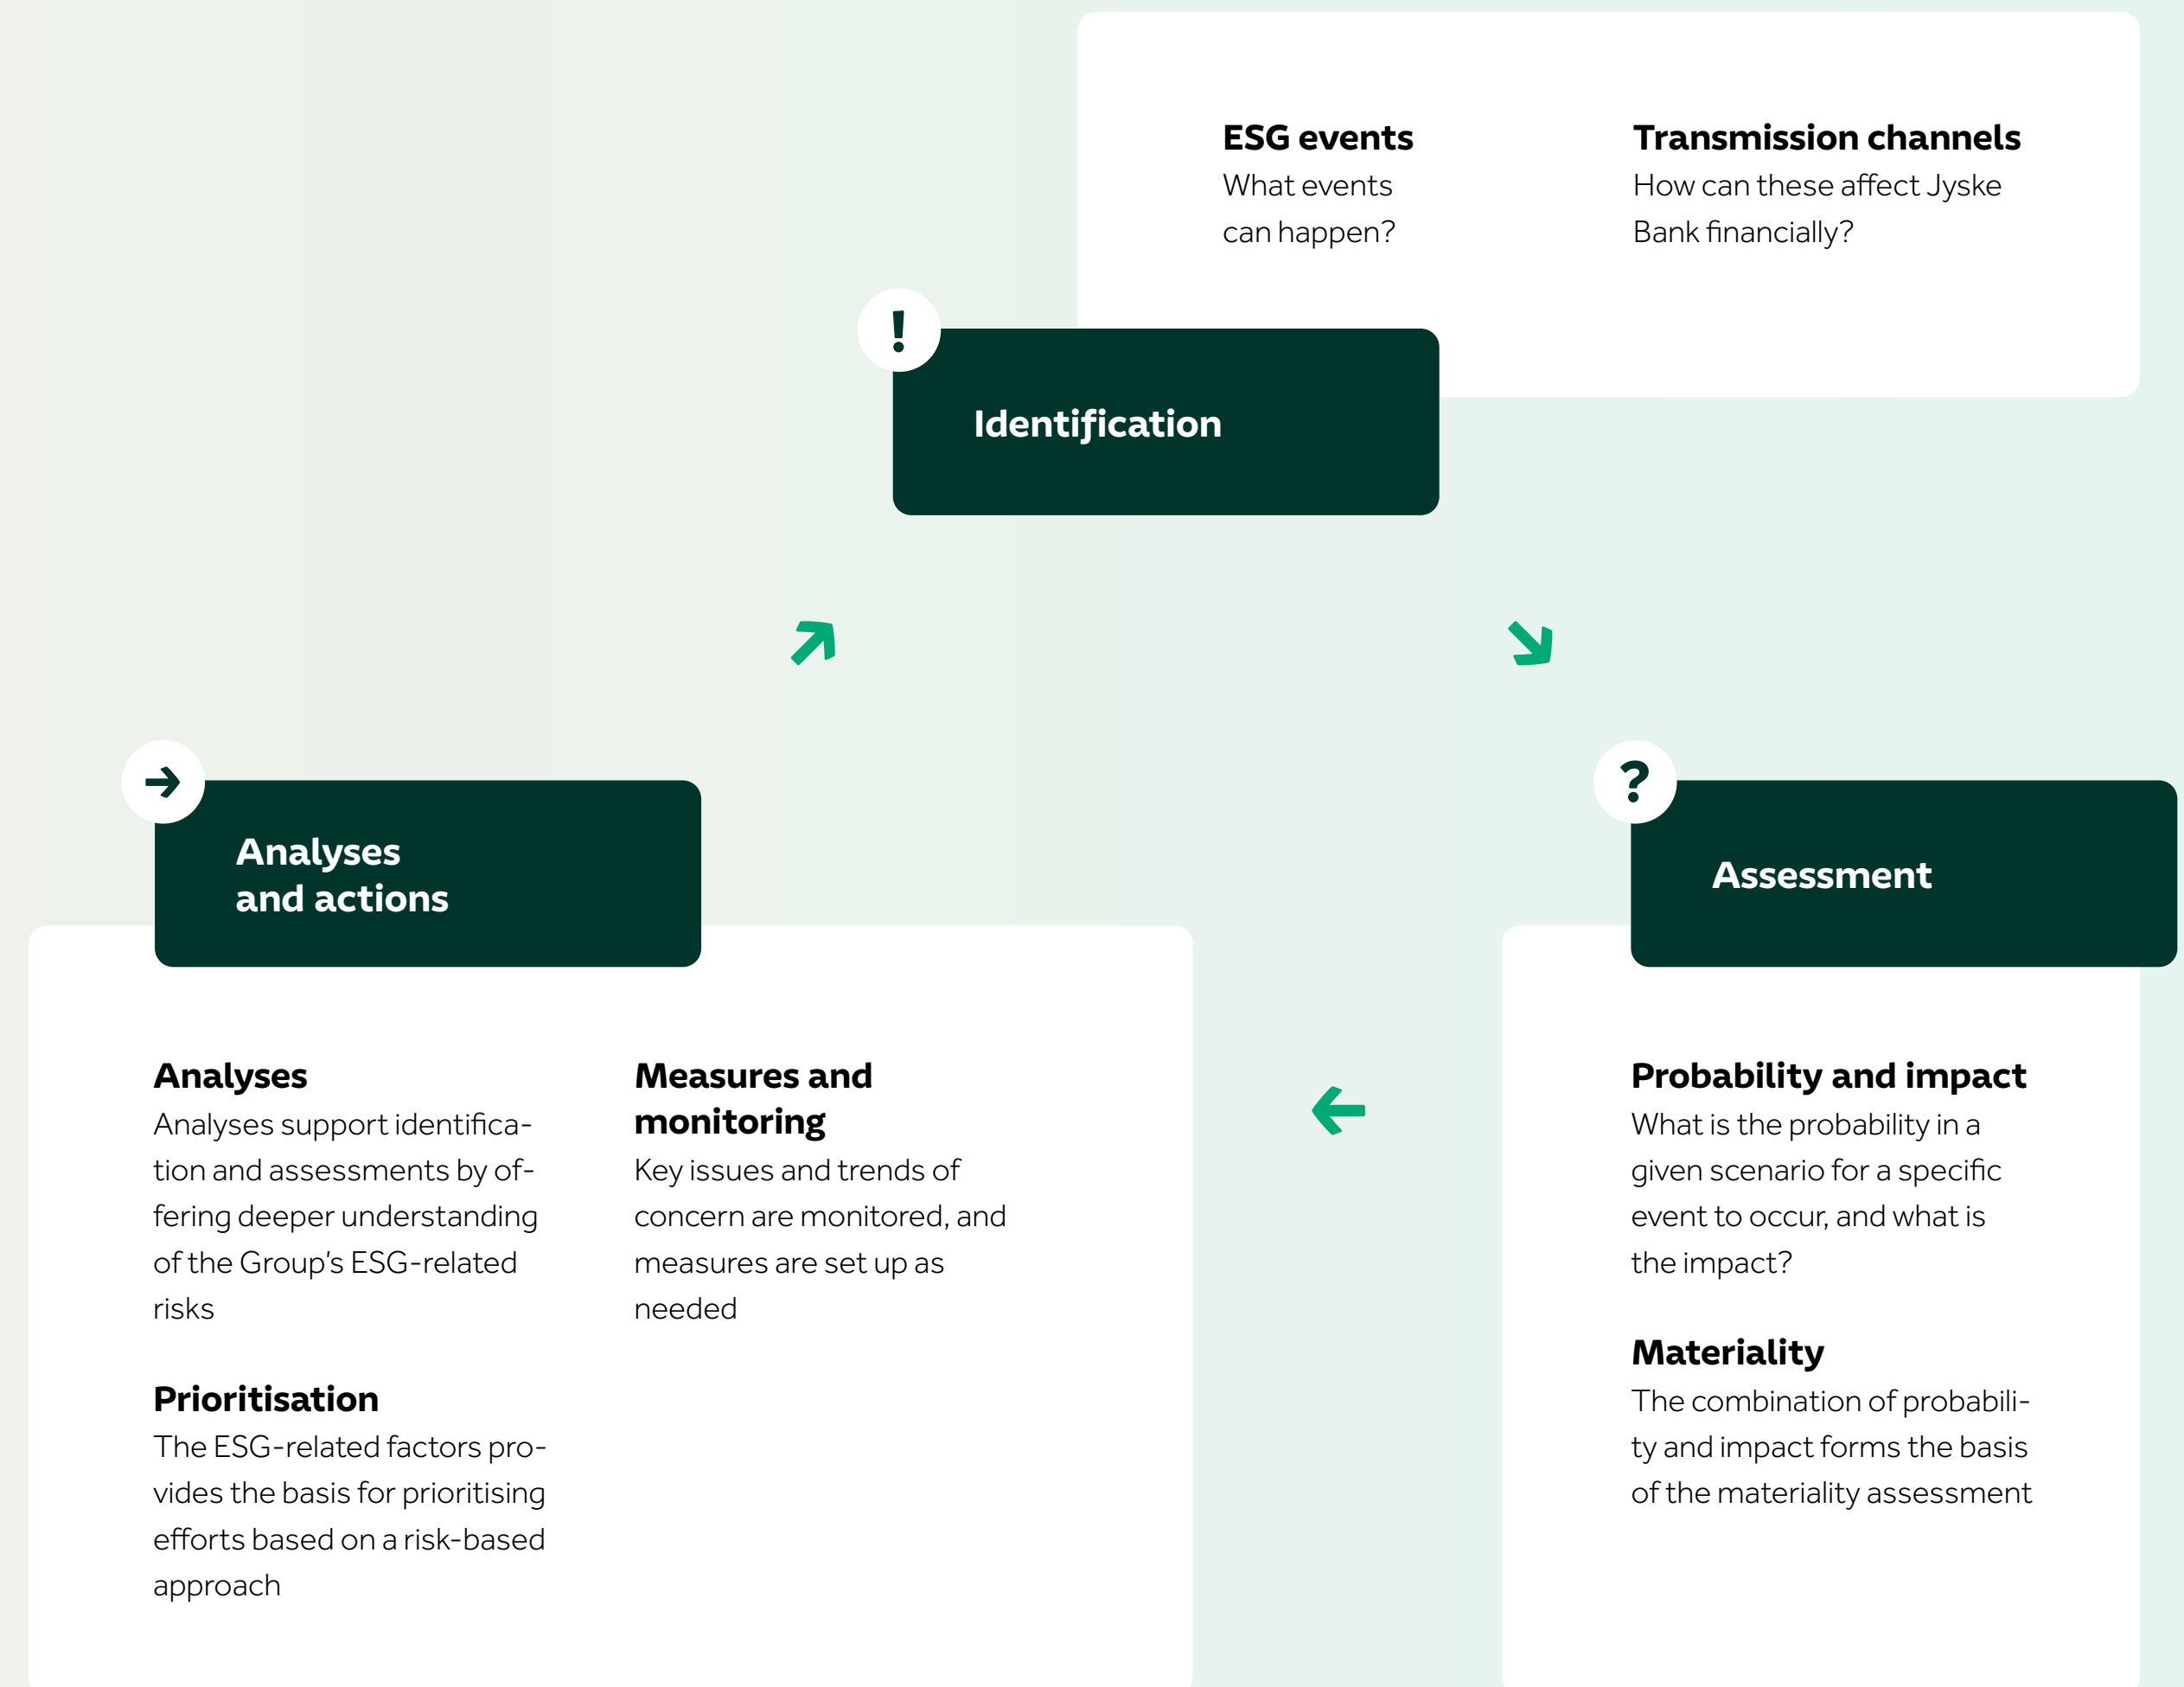 ESG events
What events
can happen?
Transmission channels
How can these affect Jyske
Bank financially?
!
Identification
Analyses
and actions
?
Assessment
Analyses
Analyses support identifica-
tion and assessments by of-
fering deeper understanding
of the Group's ESG-related
risks
Prioritisation
The ESG-related factors pro-
vides the basis for prioritising
efforts based on a risk-based
approach
Measures and
monitoring
Key issues and trends of
concern are monitored, and
measures are set up as
needed
Probability and impact
What is the probability in a
given scenario for a specific
event to occur, and what is
the impact?
Materiality
The combination of probabili-
ty and impact forms the basis
of the materiality assessment